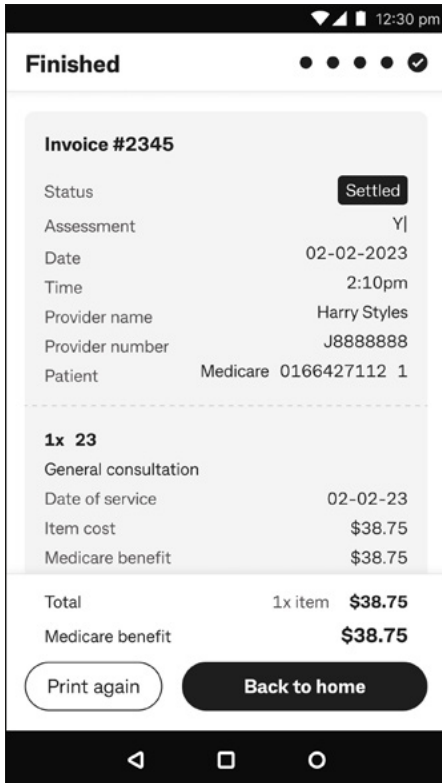 12:30 pm
Finished
Invoice #2345
Status Settled
Assessment Y|
Date 02-02-2023
Time 2:10pm
Provider name Harry Styles
Provider number J8888888
Patient Medicare 0166427112 1
1x 23
General consultation
Date of service 02-02-23
Item cost $38.75
Medicare benefit $38.75
Total 1x item $38.75
Medicare benefit $38.75
Print again Back to home